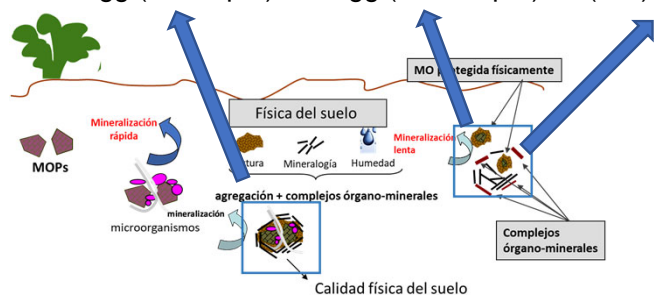 MO protegida físicamente
Física del suelo
Mineralización
rápida
MOPs
Mineralogía
Humedad
Mineralización
lenta
agregación + complejos órgano-minerales
microorganismos
mineralización
Complejos
órgano-minerales
Calidad física del suelo